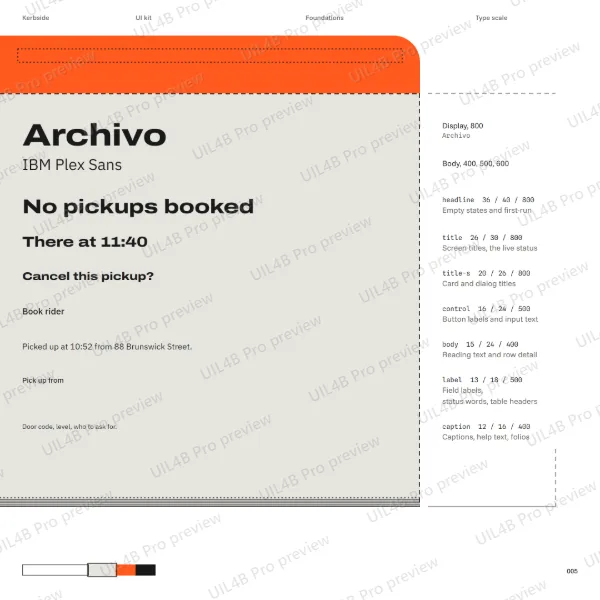 Kerbside
UI kit
Foundations
Type scale
Archivo
IBM Plex Sans
No pickups booked
There at 11:40
Cancel this pickup?
Book rider
Picked up at 10:52 from 88 Brunswick Street.
Pick up from
Door code, level, who to ask for.
Display, 800
Archivo
Body, 400, 500, 600
headline 36 / 40 / 800
Empty states and first-run
title 26 / 30 / 800
Screen titles, the live status
title-s 20 / 26 / 800
Card and dialog titles
control 16 / 24 / 500
Button labels and input text
body 15 / 24 / 400
Reading text and row detail
label 13 / 18 / 500
Field labels,
status words, table headers
caption 12 / 16 / 400
Captions, help text, folios
005
UIL4B Pro preview